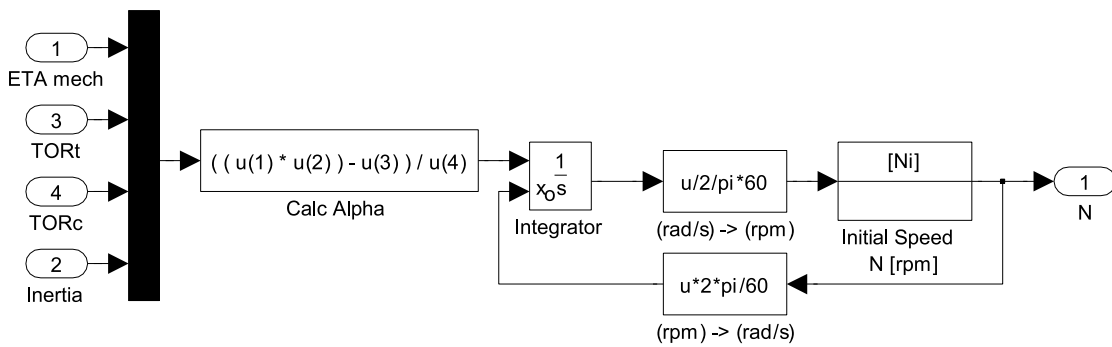 1
ETA mech
3
TORt
4
TORc
2
Inertia
( ( u(1) * u(2) ) - u(3) ) / u(4)
Calc Alpha
1
s
xo
Integrator
u/2/pi*60
(rad/s) -> (rpm)
[Ni]
Initial Speed
N [rpm]
1
N
u*2*pi/60
(rpm) -> (rad/s)